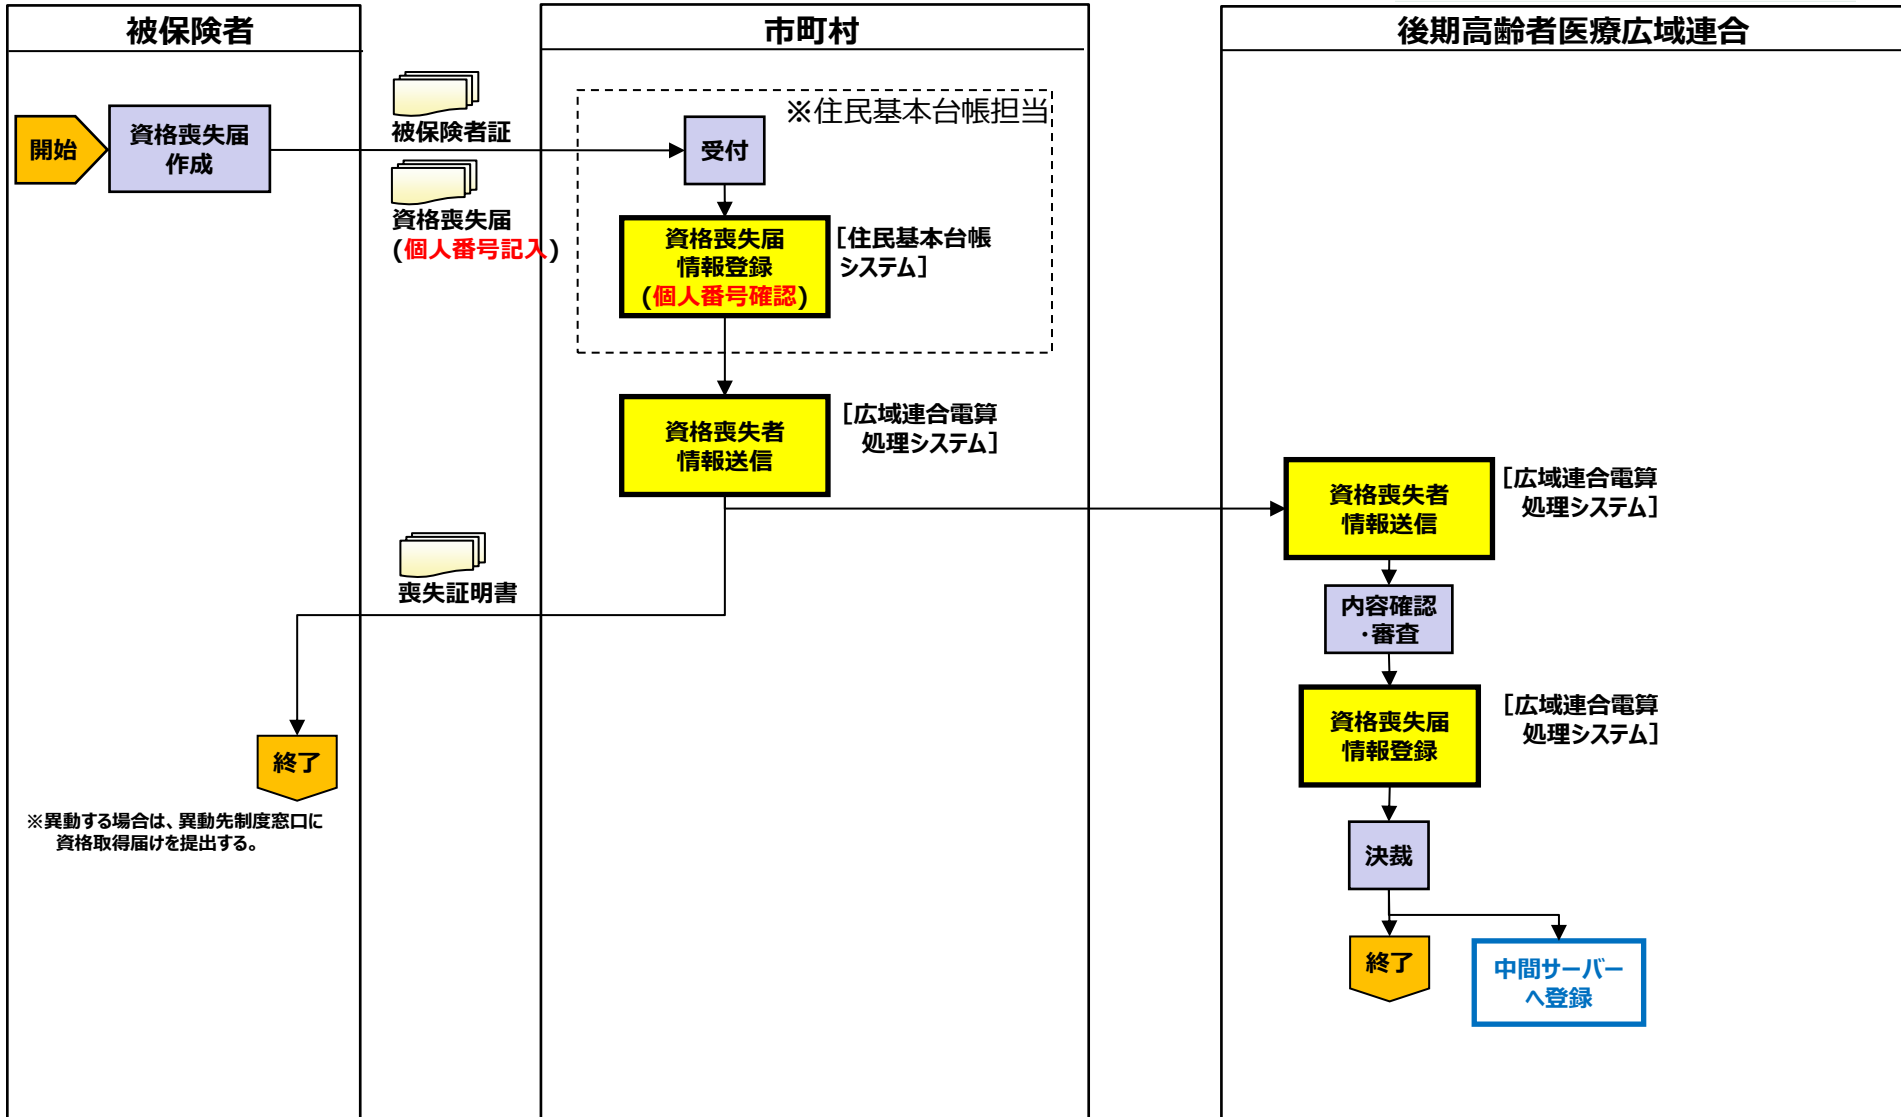 被保険者
市町村
後期高齢者医療広域連合
開始
資格喪失届
作成
被保険者証
資格喪失届
(個人番号記入)
※住民基本台帳担当
受付
資格喪失届
情報登録
(個人番号確認)
[住民基本台帳
システム]
資格喪失者
情報送信
[広域連合電算
処理システム]
喪失証明書
終了
※異動する場合は、異動先制度窓口に
資格取得届けを提出する。
資格喪失者
情報送信
[広域連合電算
処理システム]
内容確認
・審査
資格喪失届
情報登録
[広域連合電算
処理システム]
決裁
終了
中間サーバー
へ登録